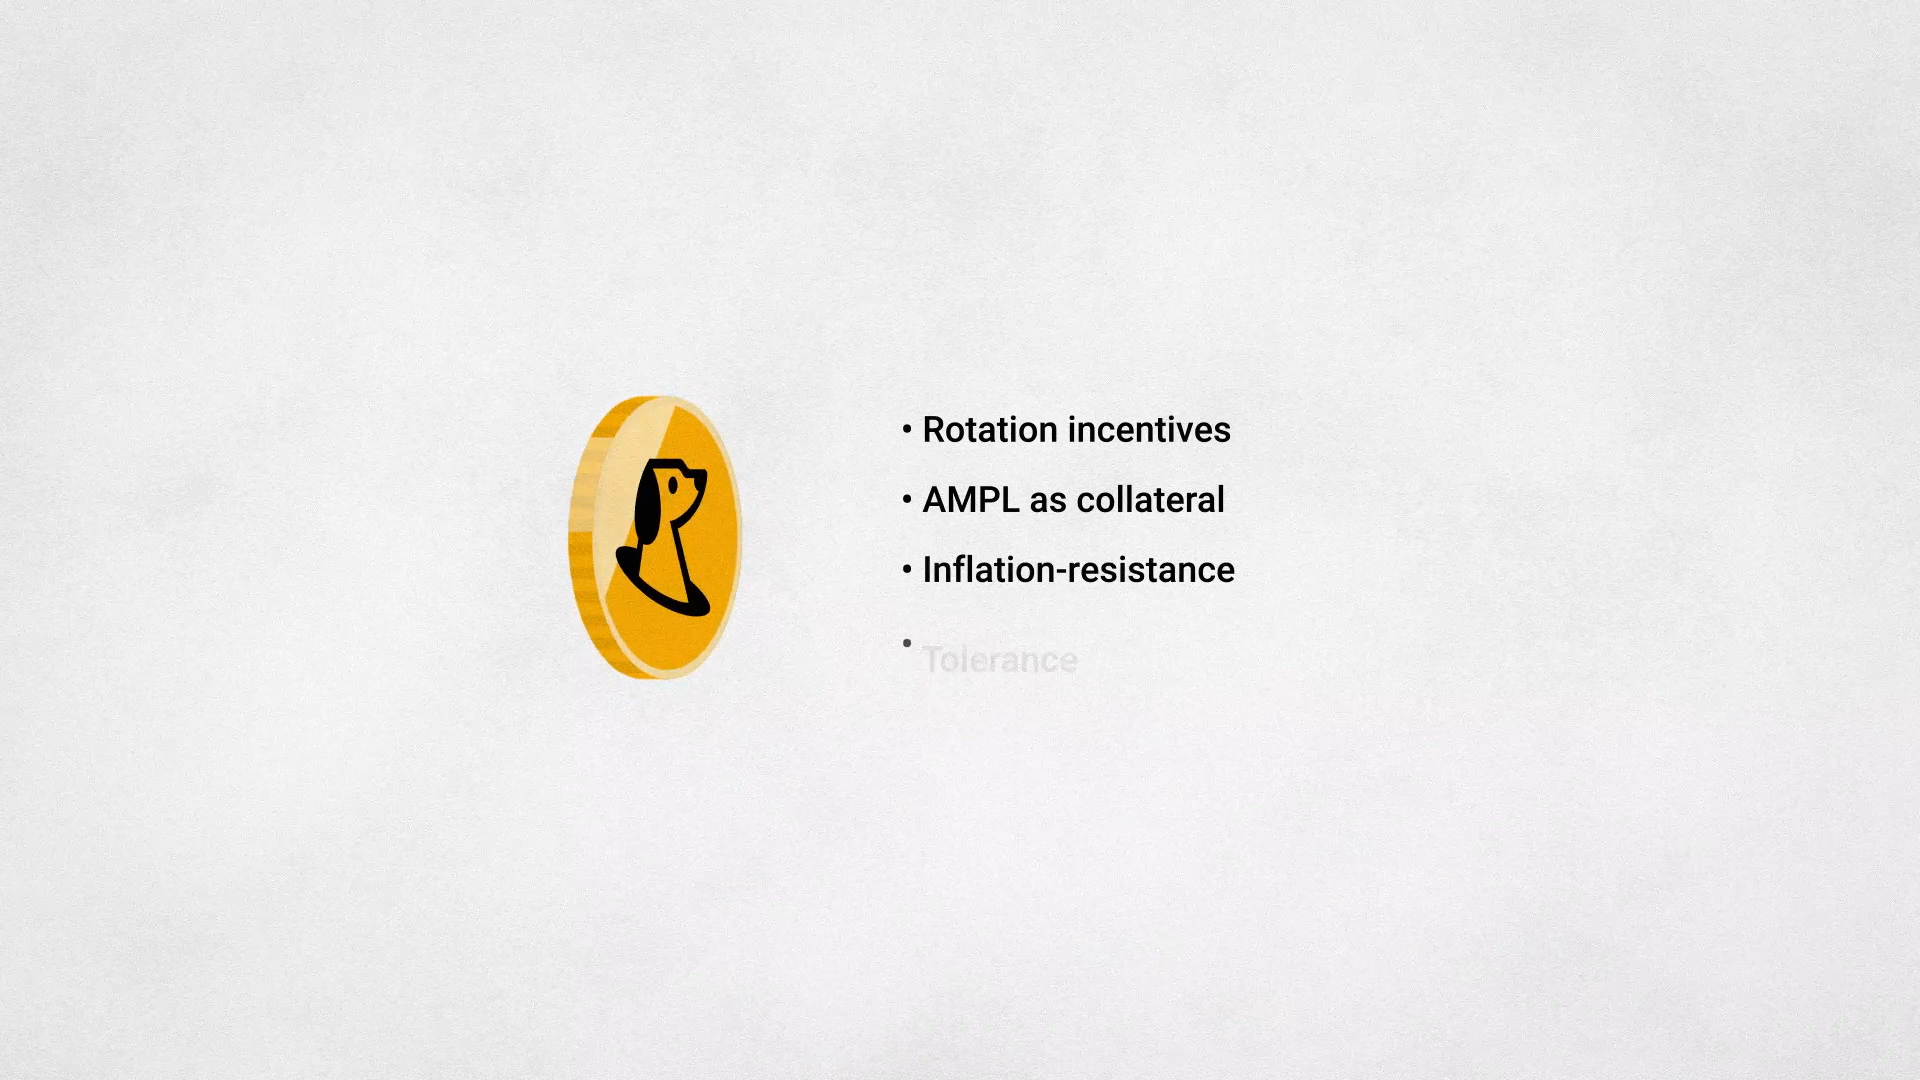 • Rotation incentives
• AMPL as collateral
• Inflation-resistance
• Tolerance